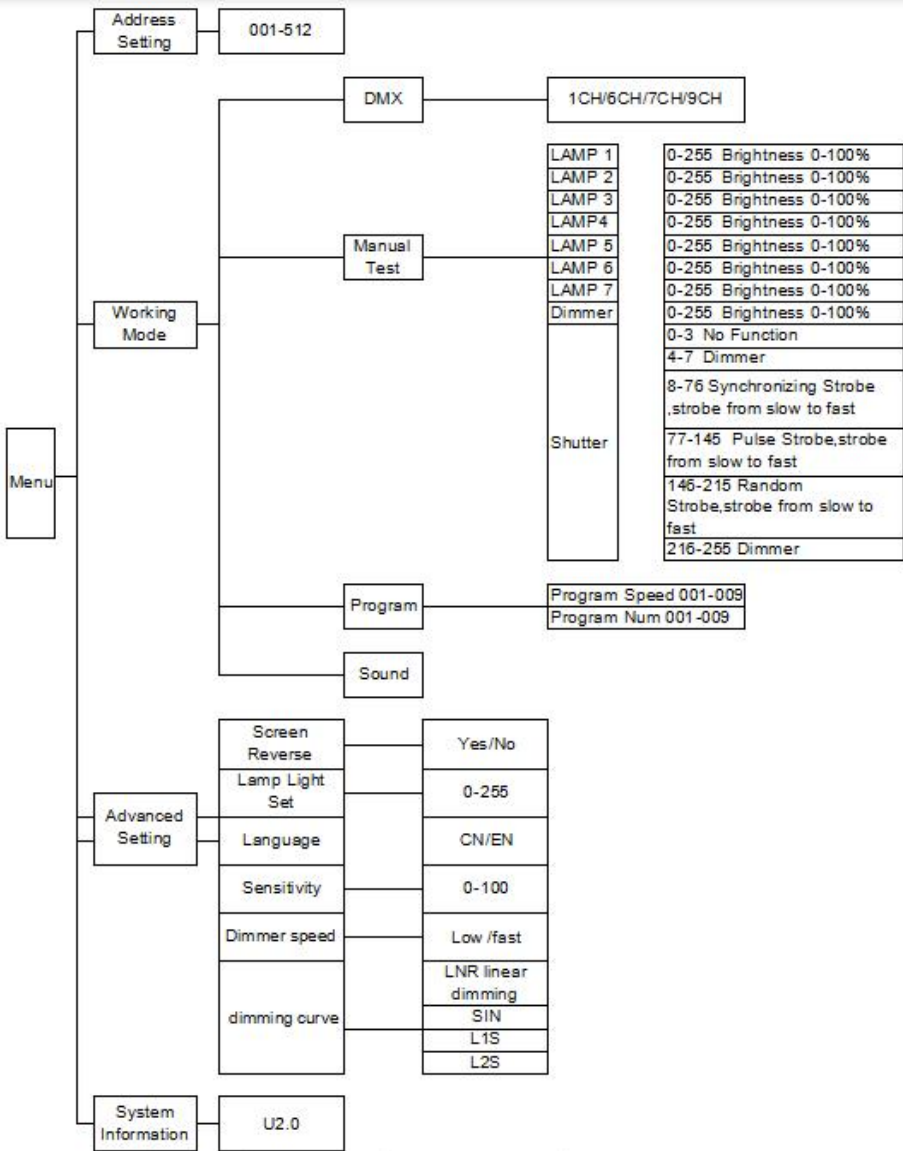 Address
Setting
001-512
DMX
1CH/6CH/7CH/9CH
LAMP 1
0-255 Brightness 0-100%
LAMP 2
0-255 Brightness 0-100%
LAMP 3
0-255 Brightness 0-100%
LAMP4
0-255 Brightness 0-100%
Manual
Test
LAMP 5
0-255 Brightness 0-100%
LAMP 6
0-255 Brightness 0-100%
LAMP 7
0-255 Brightness 0-100%
Dimmer
0-255 Brightness 0-100%
Working
Mode
0-3 No Function
4-7 Dimmer
8-76 Synchronizing Strobe
,strobe from slow to fast
Shutter
77-145 Pulse Strobe,strobe
from slow to fast
Menu
146-215 Random
Strobe,strobe from slow to
fast
216-255 Dimmer
Program
Program Speed 001-009
Program Num 001-009
Sound
Screen
Reverse
Yes/No
Lamp Light
Set
0-255
Advanced
Setting
Language
CN/EN
Sensitivity
0-100
Dimmer speed
Low /fast
dimming curve
LNR linear
dimming
SIN
L1S
L2S
System
Information
U2.0